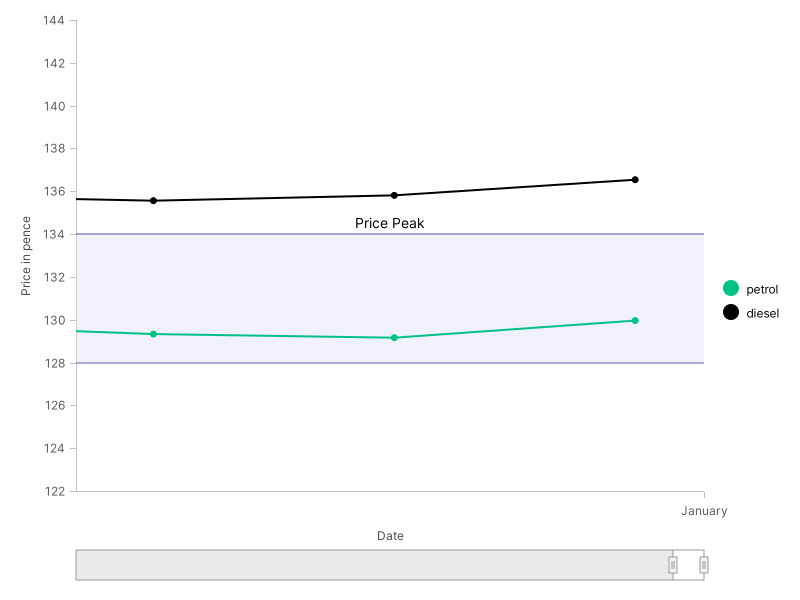 144
142
140
138
136
134
132
130
128
126
124
122
Price in pence
Price Peak
petrol
diesel
January
Date